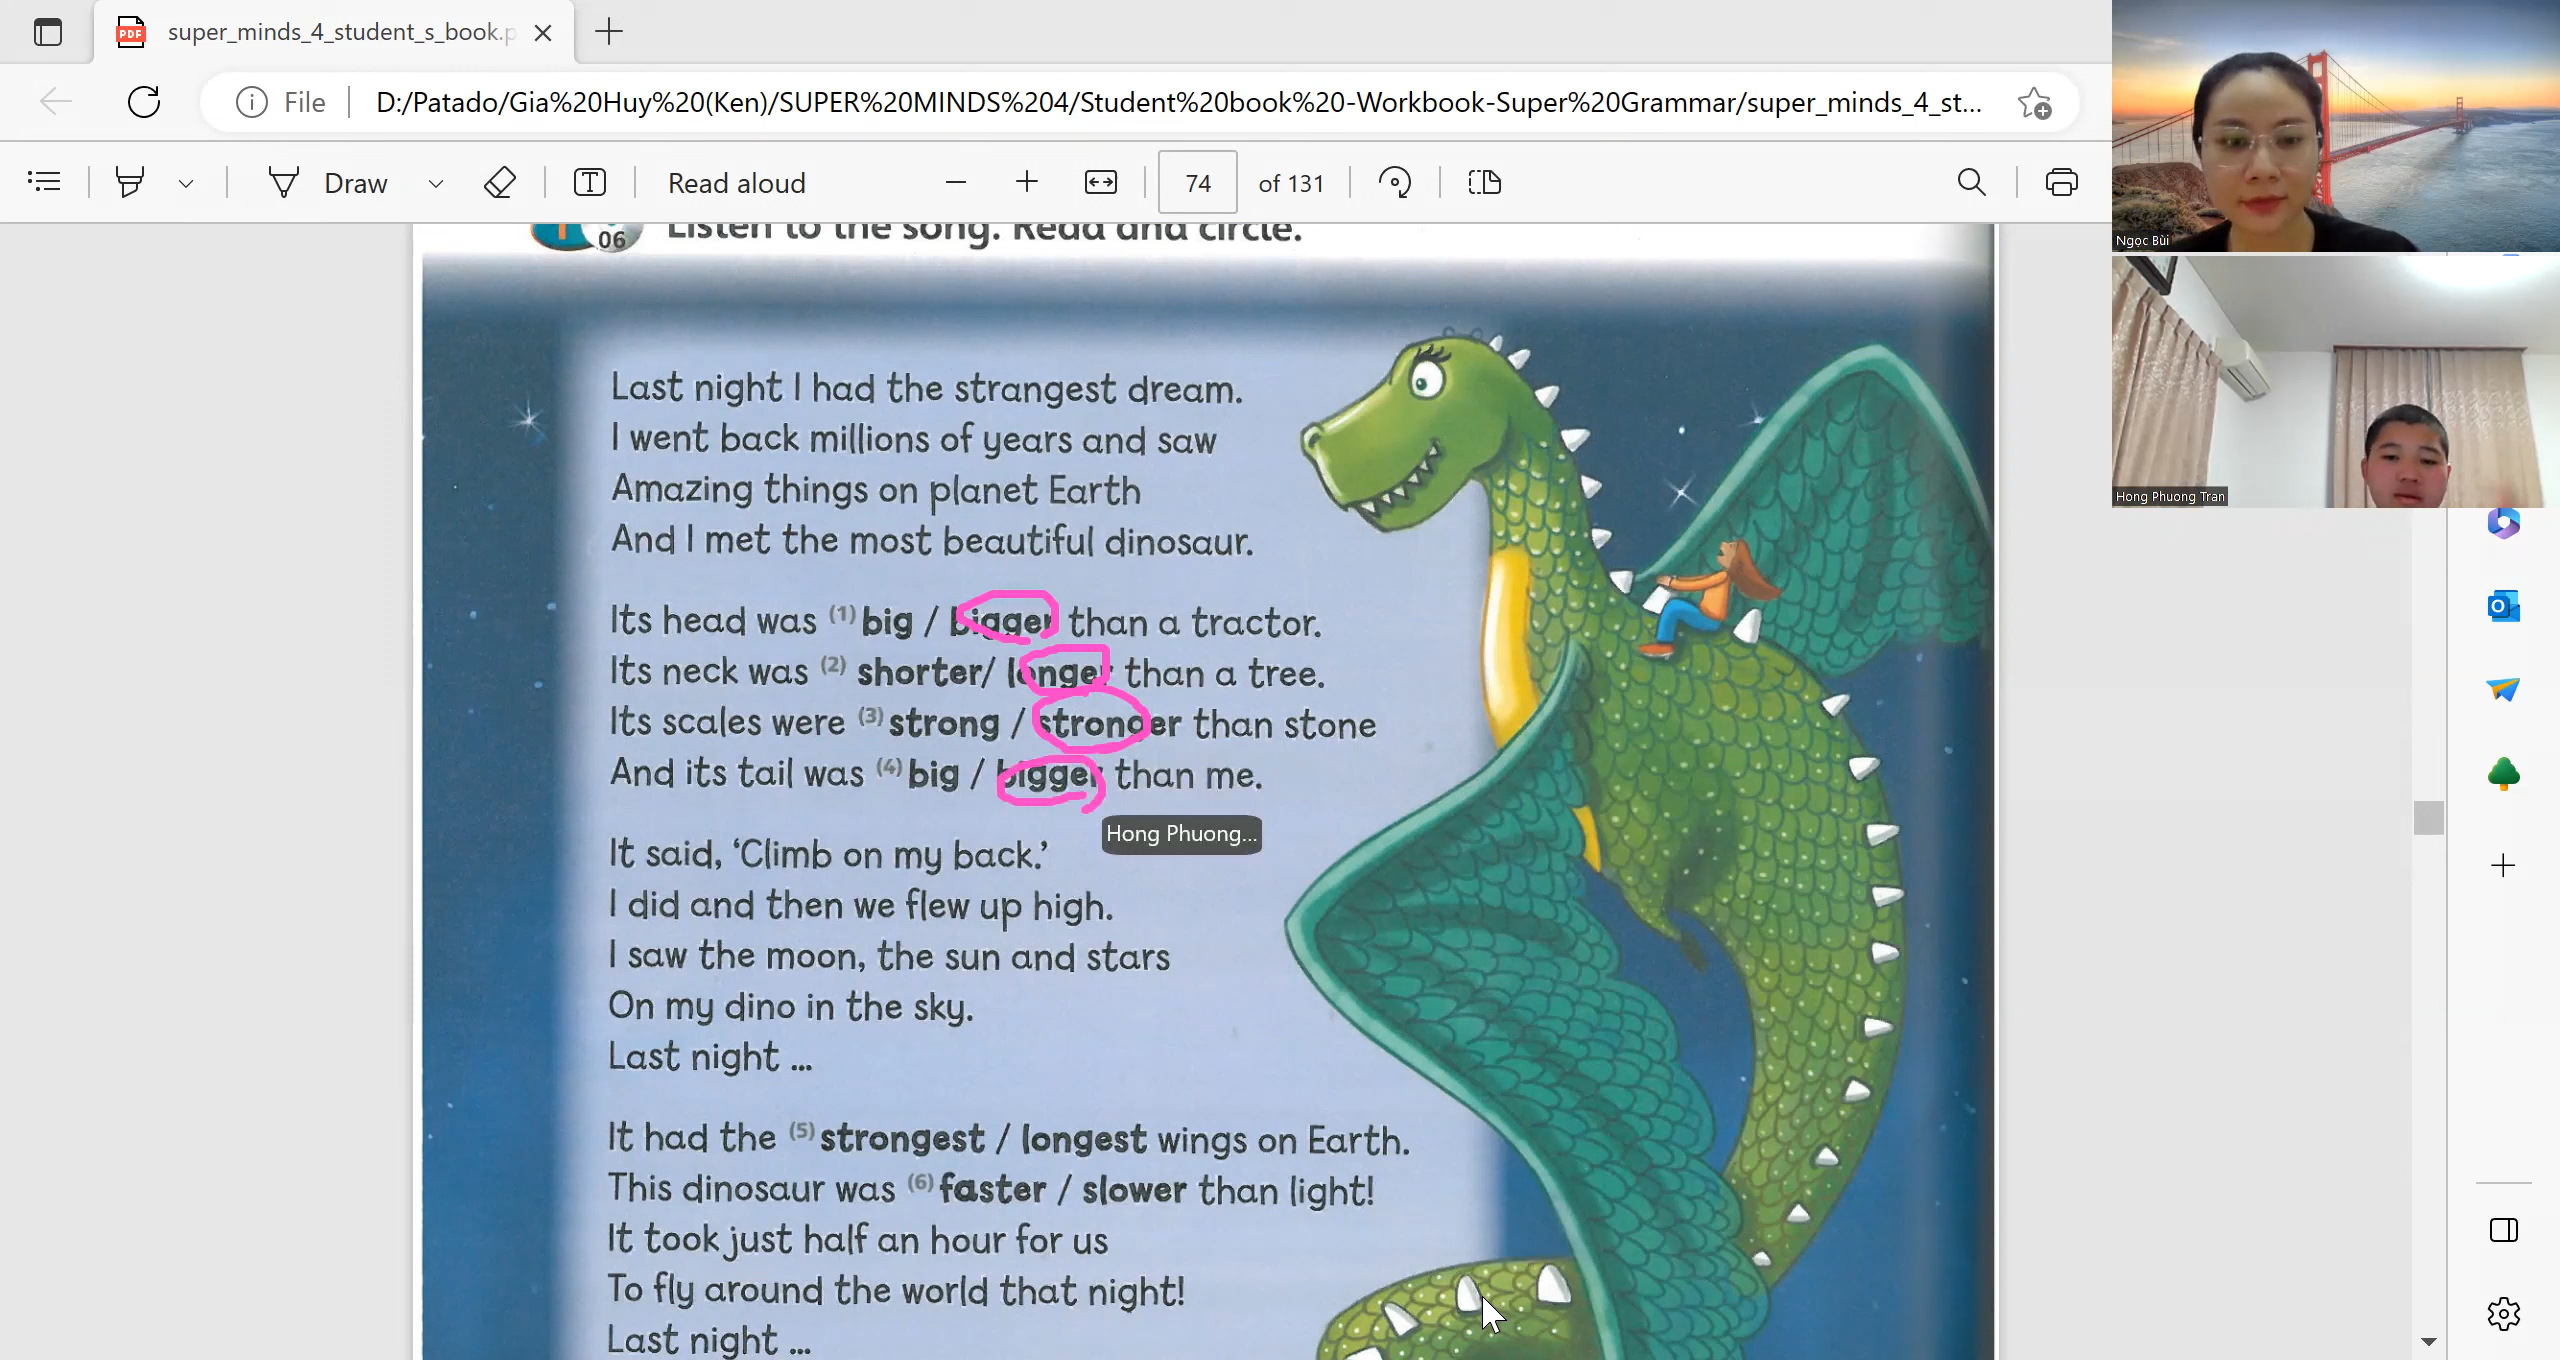 super_minds_4_student_s_book.p
File
D:/Patado/Gia%20Huy%20(Ken)/SUPER%20MINDS%204/Student%20book%20-Workbook-Super%20Grammar/super_minds_4_st...
Draw
Read aloud
74 of 131
Ngọc Bùi
Hong Phuong Tran
06 Listen to the song. Read and circle.
Last night I had the strangest dream.
I went back millions of years and saw
Amazing things on planet Earth
And I met the most beautiful dinosaur.
Its head was (1) big / bigger than a tractor.
Its neck was (2) shorter/ longer than a tree.
Its scales were (3) strong / stronger than stone
And its tail was (4) big / bigger than me.
Hong Phuong...
It said, ‘Climb on my back.’
I did and then we flew up high.
I saw the moon, the sun and stars
On my dino in the sky.
Last night ...
It had the (5) strongest / longest wings on Earth.
This dinosaur was (6) faster / slower than light!
It took just half an hour for us
To fly around the world that night!
Last night ...